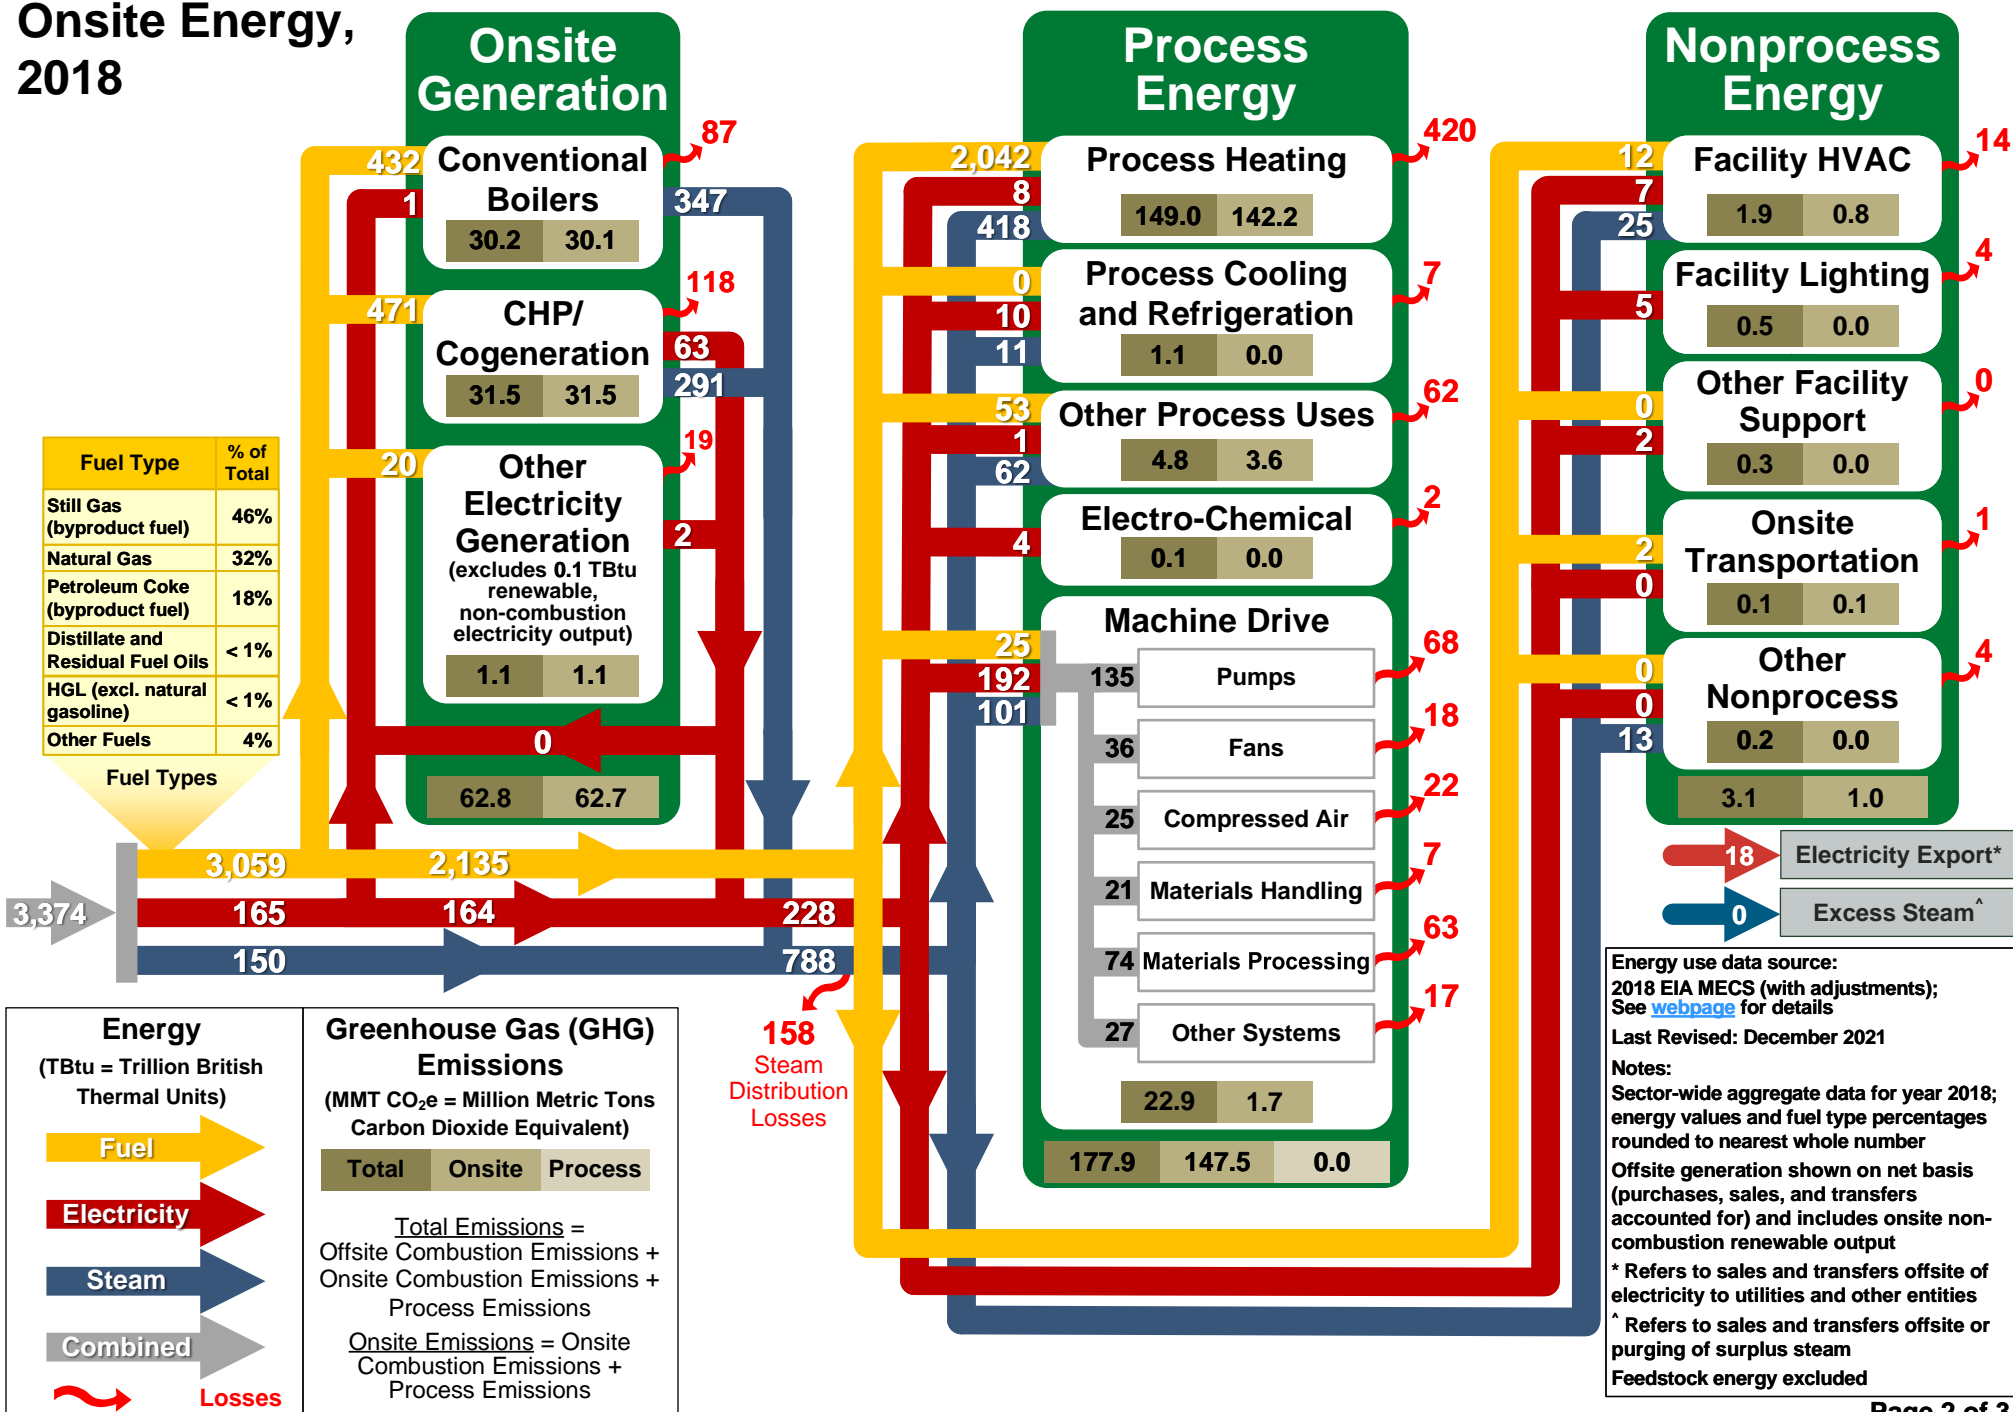 Onsite Energy,
2018
Onsite
Generation
87
432
Conventional
Boilers
1
347
30.2 30.1
118
471
CHP/
Cogeneration
63
291
31.5 31.5
19
20
Other
Electricity
Generation
2
(excludes 0.1 TBtu
renewable,
non-combustion
electricity output)
1.1 1.1
0
62.8 62.7
Fuel Type % of
Total
Still Gas
(byproduct fuel) 46%
Natural Gas 32%
Petroleum Coke
(byproduct fuel) 18%
Distillate and
Residual Fuel Oils < 1%
HGL (excl. natural
gasoline) < 1%
Other Fuels 4%
Fuel Types
3,374
3,059 2,135
165 164 228
150 788
158
Steam
Distribution
Losses
Process
Energy
420
2,042
8
418
Process Heating
149.0 142.2
7
0
10
11
Process Cooling
and Refrigeration
1.1 0.0
62
53
1
62
Other Process Uses
4.8 3.6
2
4
Electro-Chemical
0.1 0.0
Machine Drive
25
192
101
135 Pumps 68
36 Fans 18
25 Compressed Air 22
21 Materials Handling 7
74 Materials Processing 63
27 Other Systems 17
22.9 1.7
177.9 147.5 0.0
Nonprocess
Energy
14
12
7
25
Facility HVAC
1.9 0.8
4
5
Facility Lighting
0.5 0.0
0
0
2
Other Facility
Support
0.3 0.0
1
2
0
Onsite
Transportation
0.1 0.1
4
0
0
13
Other
Nonprocess
0.2 0.0
3.1 1.0
18 Electricity Export*
0 Excess Steam^
Energy
(TBtu = Trillion British
Thermal Units)
Fuel
Electricity
Steam
Combined
Losses
Greenhouse Gas (GHG)
Emissions
(MMT CO₂e = Million Metric Tons
Carbon Dioxide Equivalent)
Total Onsite Process
Total Emissions =
Offsite Combustion Emissions +
Onsite Combustion Emissions +
Process Emissions
Onsite Emissions = Onsite
Combustion Emissions +
Process Emissions
Energy use data source:
2018 EIA MECS (with adjustments);
See webpage for details
Last Revised: December 2021
Notes:
Sector-wide aggregate data for year 2018;
energy values and fuel type percentages
rounded to nearest whole number
Offsite generation shown on net basis
(purchases, sales, and transfers
accounted for) and includes onsite non-
combustion renewable output
* Refers to sales and transfers offsite of
electricity to utilities and other entities
^ Refers to sales and transfers offsite or
purging of surplus steam
Feedstock energy excluded
Page 2 of 3